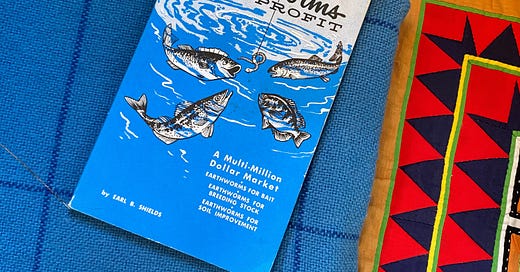 PROFIT
A Multi-Million
Dollar Market
EARTHWORMS FOR BAIT
EARTHWORMS FOR
BREEDING STOCK
EARTHWORMS FOR
SOIL IMPROVEMENT
by EARL B. SHIELDS